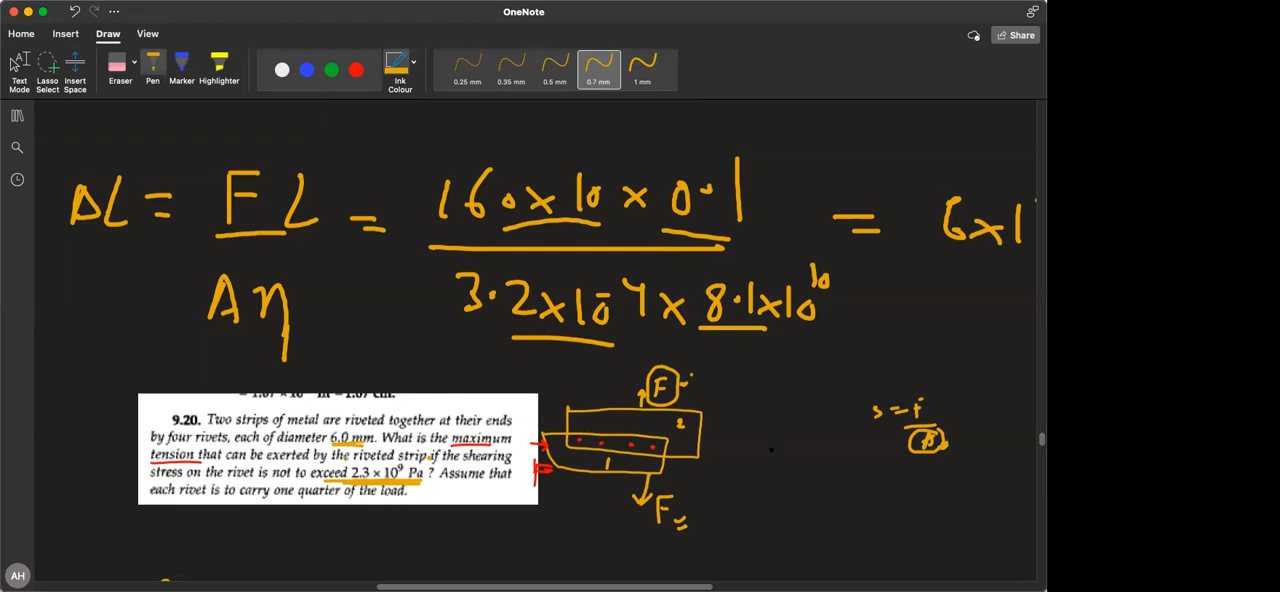 OneNote
Home Insert Draw View
Share
Text Mode
Lasso Select
Insert Space
Eraser
Pen
Marker
Highlighter
Ink Colour
0.25 mm
0.35 mm
0.5 mm
0.7 mm
1 mm
ΔL = FL / Aη = 160×10×0.1 / 3.2×10⁻⁴×8.1×10¹⁰ = 6×1
9.20. Two strips of metal are riveted together at their ends
by four rivets, each of diameter 6.0 mm. What is the maximum
tension that can be exerted by the riveted strip if the shearing
stress on the rivet is not to exceed 2.3 × 10⁹ Pa ? Assume that
each rivet is to carry one quarter of the load.
F
2
1
F
s = F
AH